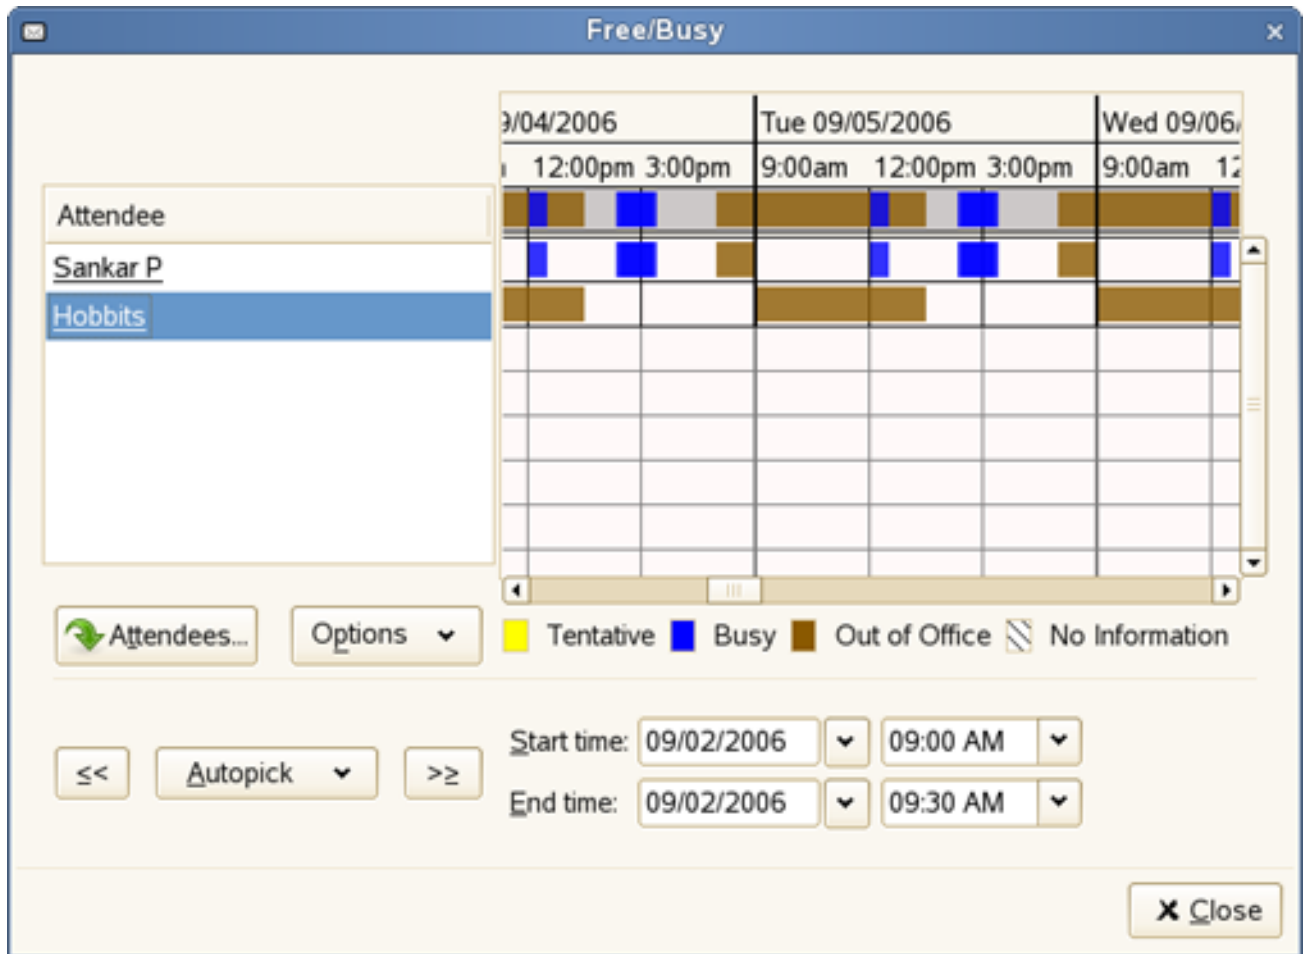 Free/Busy
9/04/2006 Tue 09/05/2006 Wed 09/06/
12:00pm 3:00pm 9:00am 12:00pm 3:00pm 9:00am 12
Attendee
Sankar P
Hobbits
Attendees... Options Tentative Busy Out of Office No Information
Start time: 09/02/2006 09:00 AM
<< Autopick >>
End time: 09/02/2006 09:30 AM
Close